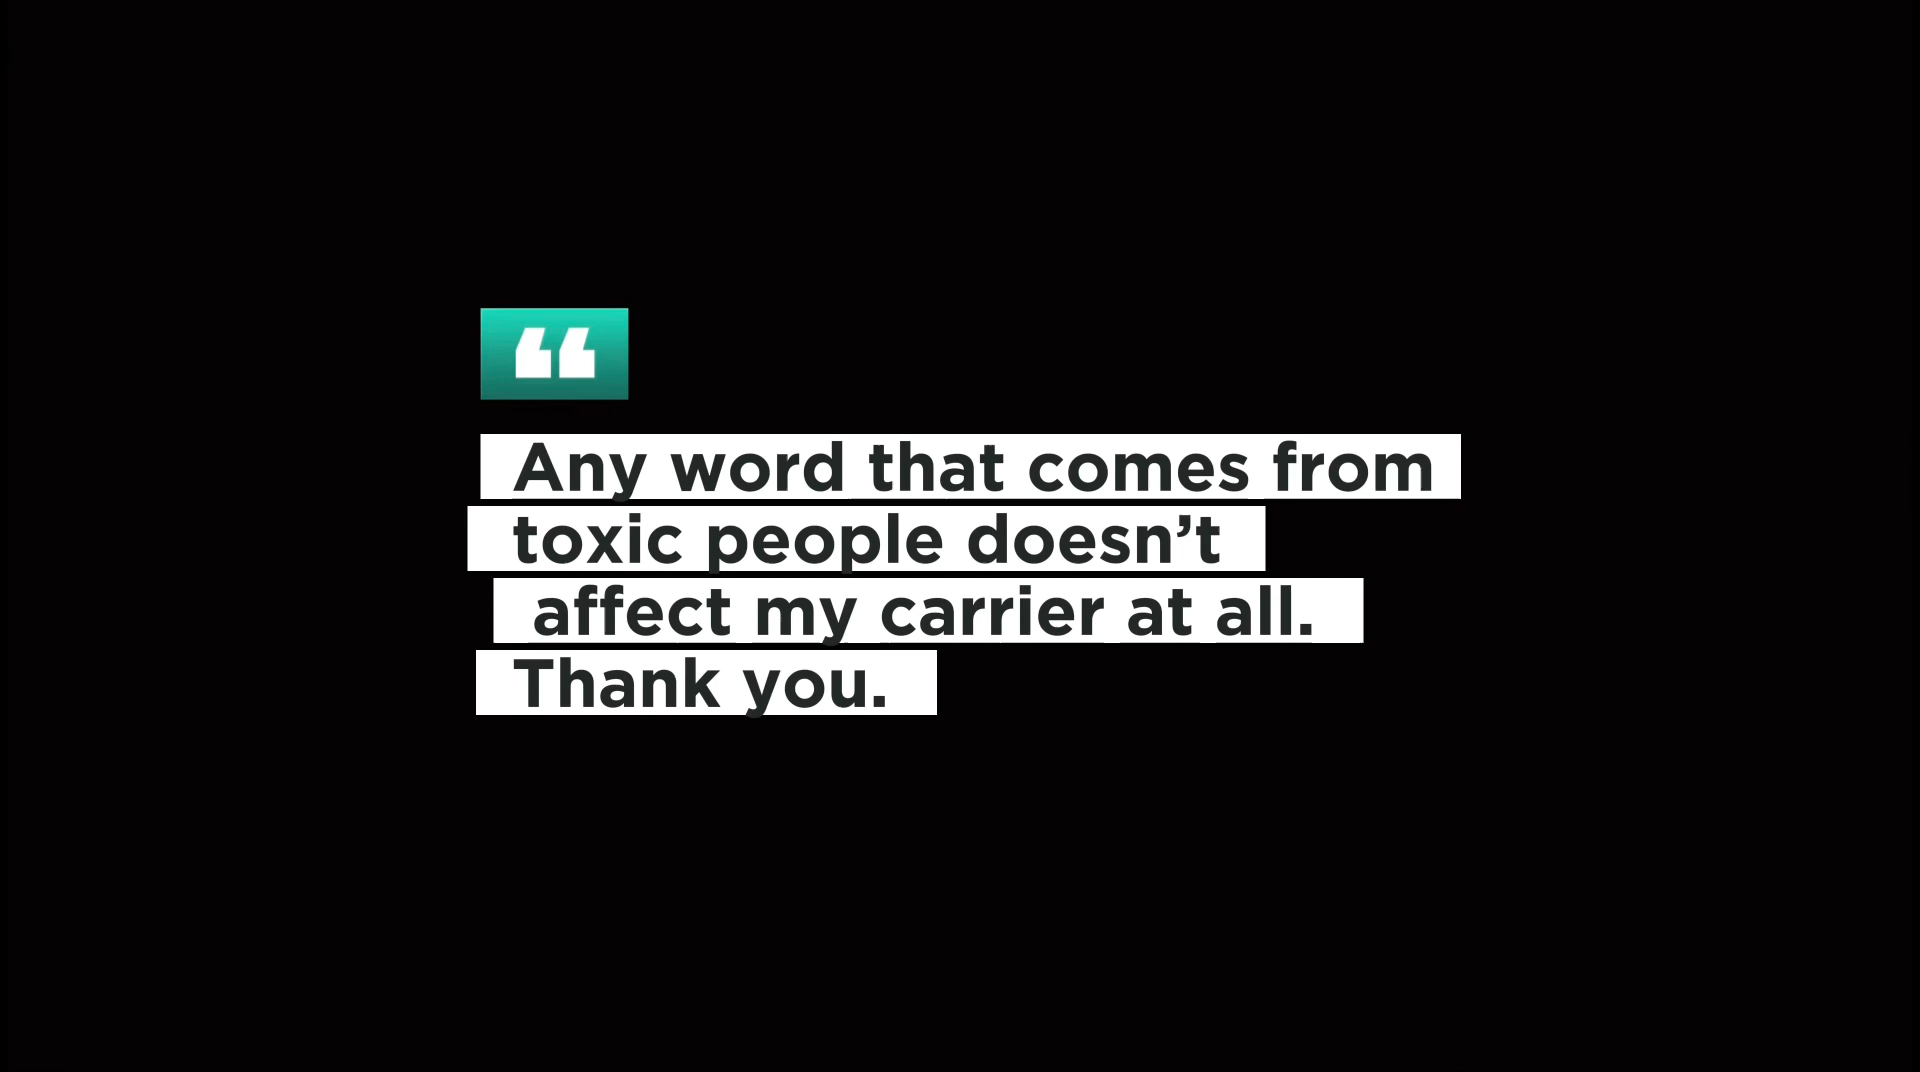 “
Any word that comes from
toxic people doesn’t
affect my carrier at all.
Thank you.